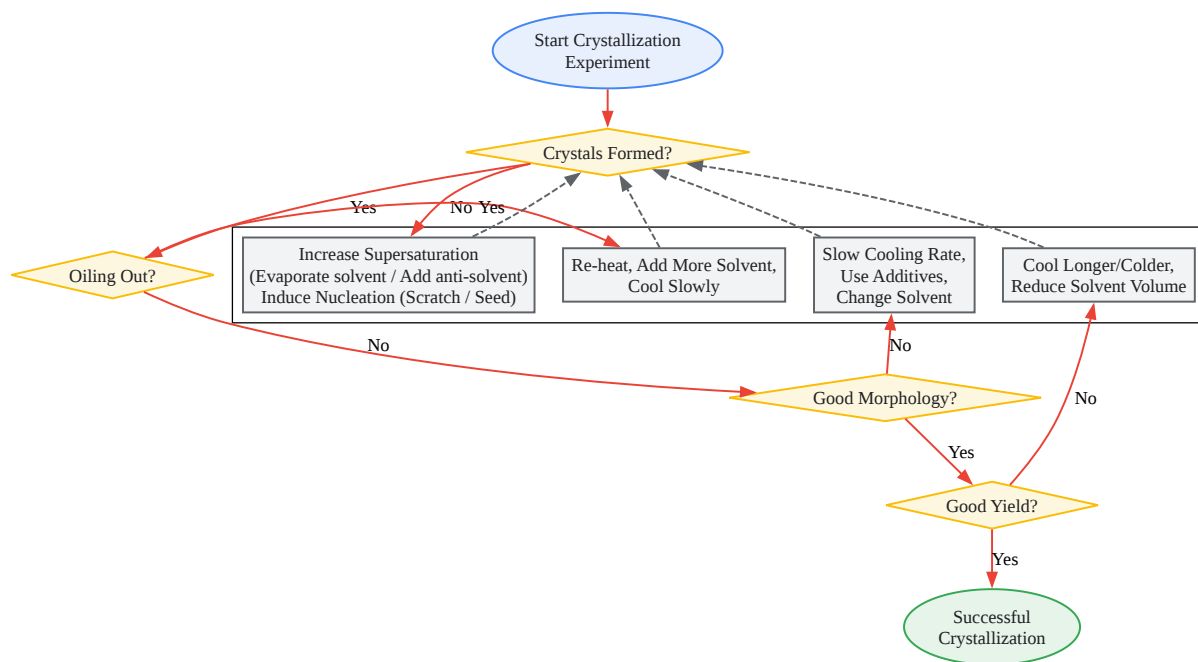 Start Crystallization
Experiment
Crystals Formed?
Yes
No
Yes
Oiling Out?
Increase Supersaturation
(Evaporate solvent / Add anti-solvent)
Induce Nucleation (Scratch / Seed)
Re-heat, Add More Solvent,
Cool Slowly
Slow Cooling Rate,
Use Additives,
Change Solvent
Cool Longer/Colder,
Reduce Solvent Volume
No
No
Good Morphology?
No
Yes
Good Yield?
Yes
Successful
Crystallization